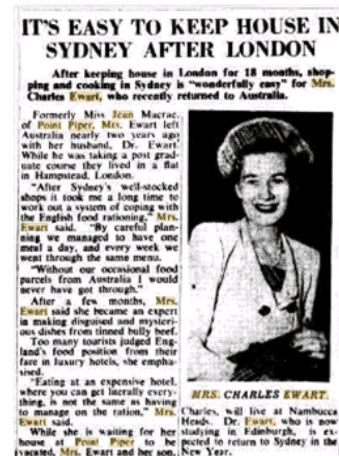 IT'S EASY TO KEEP HOUSE IN
SYDNEY AFTER LONDON
After keeping house in London for 18 months, shop-
ping and cooking in Sydney is "wonderfully easy" for Mrs.
Charles Ewart, who recently returned to Australia.
Formerly Miss Jean Macrae,
of Point Piper, Mrs. Ewart left
Australia nearly two years ago
with her husband, Dr. Ewart.
While he was taking a post grad-
uate course they lived in a flat
in Hampstead, London.
"After Sydney's well-stocked
shops it took me a long time to
work out a system of coping with
the English food rationing," Mrs.
Ewart said. "By careful plan-
ning we managed to have one
meal a day, and every week we
went through the same menu.
"Without our occasional food
parcels from Australia I would
never have got through."
After a few months, Mrs.
Ewart said she became an expert
in making disguised and mysteri-
ous dishes from tinned bully beef.
Too many tourists judged Eng-
land's food position from their
fare in luxury hotels, she empha-
sised.
"Eating at an expensive hotel,
where you can get literally every-
thing, is not the same as having
to manage on the ration," Mrs.
Ewart said.
While she is waiting for her
house at Point Piper to be
vacated, Mrs. Ewart and her son,
MRS. CHARLES EWART.
Charles, will live at Nambucca
Heads. Dr. Ewart, who is now
studying in Edinburgh, is ex-
pected to return to Sydney in the
New Year.